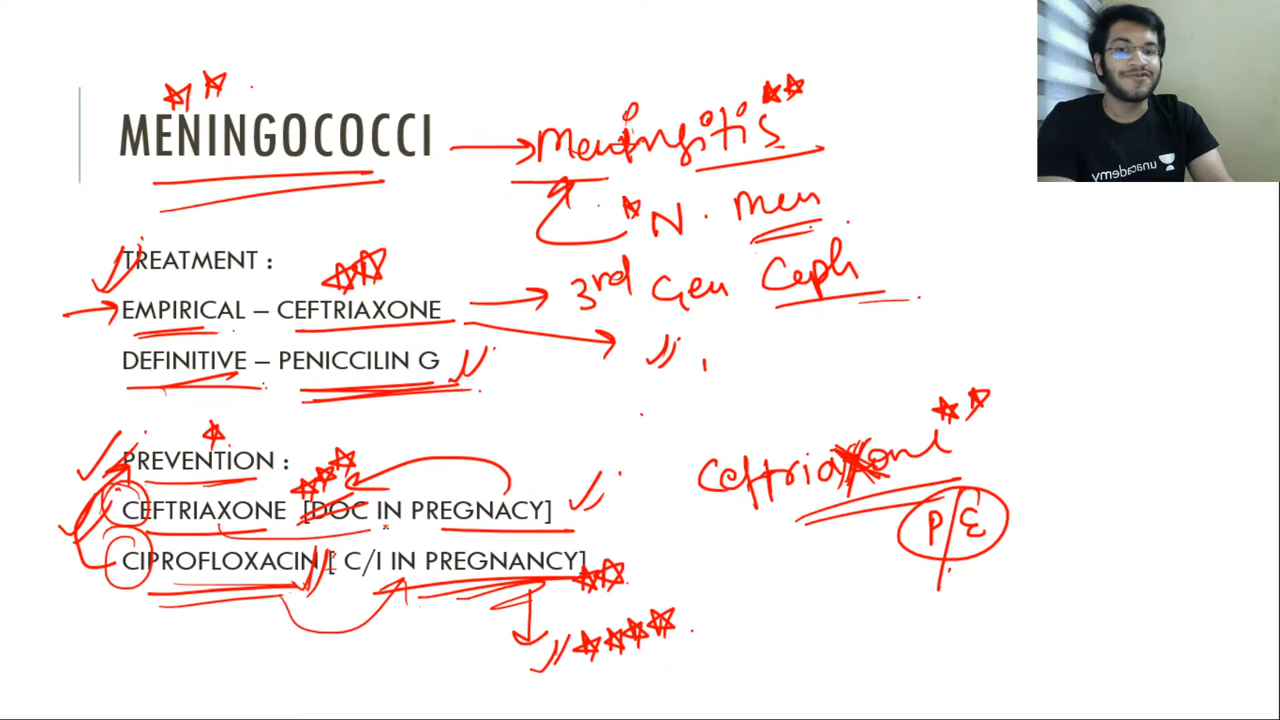 MENINGOCOCCI
Meningitis
N. Men
TREATMENT :
EMPIRICAL – CEFTRIAXONE
3rd Gen Ceph
DEFINITIVE – PENICCILIN G
PREVENTION :
CEFTRIAXONE [DOC IN PREGNACY]
Ceftriaxone
CIPROFLOXACIN [ C/I IN PREGNANCY]
unacademy